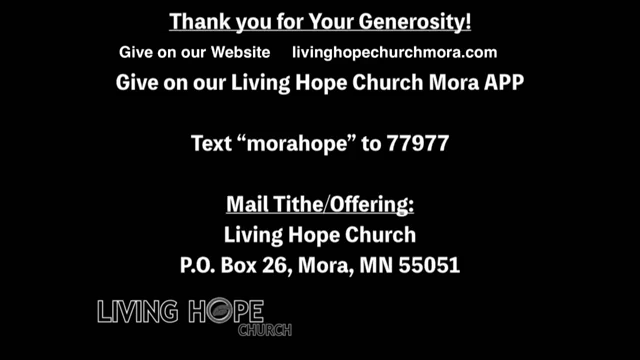 Thank you for Your Generosity!
Give on our Website livinghopechurchmora.com
Give on our Living Hope Church Mora APP
Text “morahope” to 77977
Mail Tithe/Offering:
Living Hope Church
P.O. Box 26, Mora, MN 55051
LIVING HOPE
CHURCH